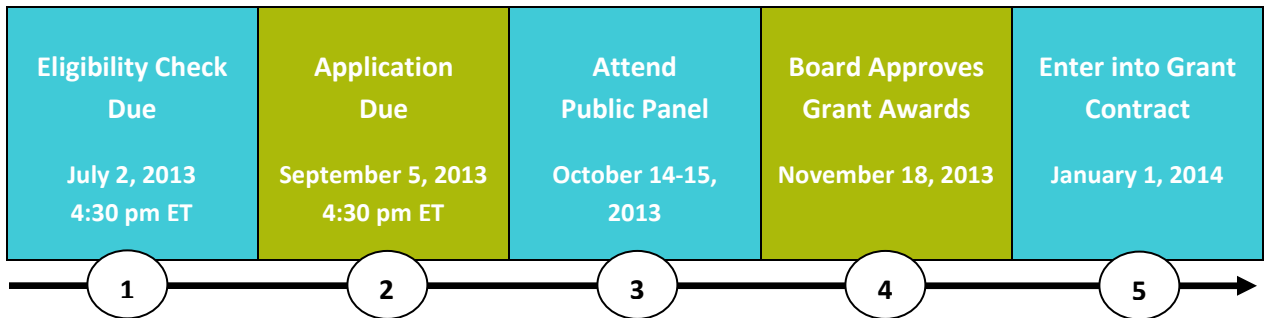 Eligibility Check
Due
July 2, 2013
4:30 pm ET
Application
Due
September 5, 2013
4:30 pm ET
Attend
Public Panel
October 14-15,
2013
Board Approves
Grant Awards
November 18, 2013
Enter into Grant
Contract
January 1, 2014
1
2
3
4
5